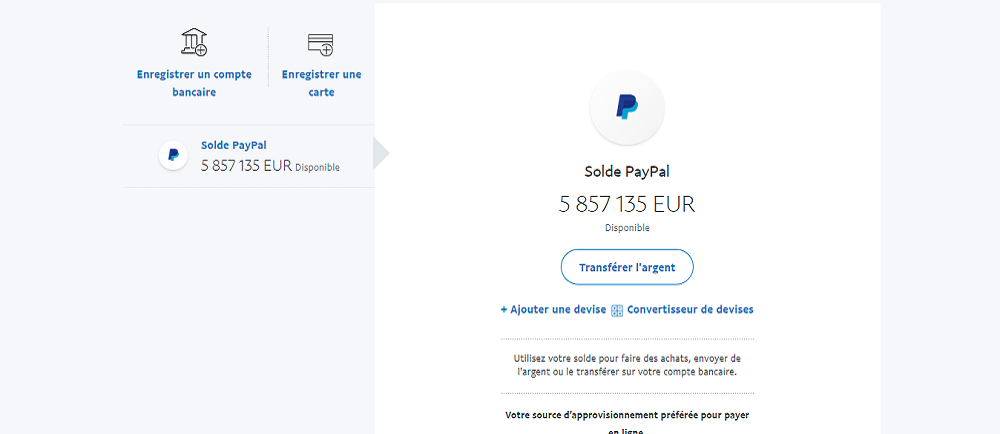 Enregistrer un compte
bancaire
Enregistrer une
carte
Solde PayPal
5 857 135 EUR Disponible
Solde PayPal
5 857 135 EUR
Disponible
Transférer l'argent
+ Ajouter une devise Convertisseur de devises
Utilisez votre solde pour faire des achats, envoyer de
l'argent ou le transférer sur votre compte bancaire.
Votre source d'approvisionnement préférée pour payer
en ligne